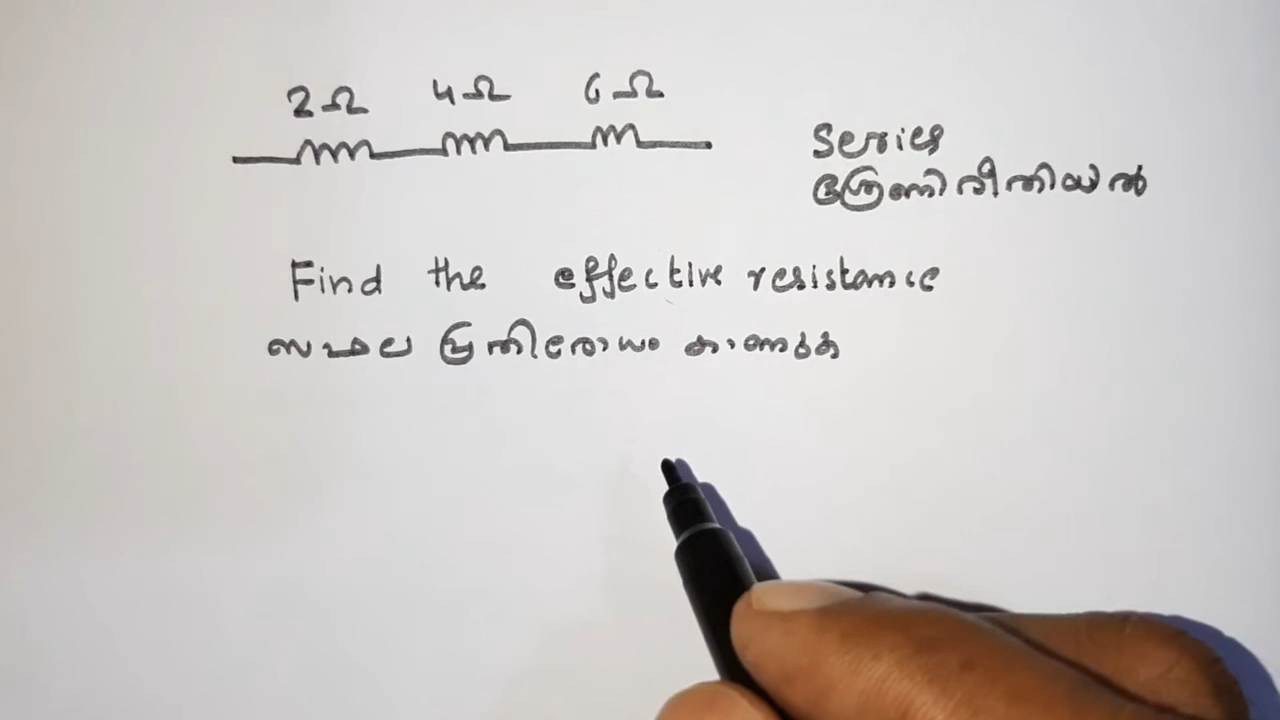 2Ω 4Ω 6Ω
Series
ശ്രേണിരീതിയൽ
Find the effective resistance
സഫല പ്രതിരോധം കാണുക